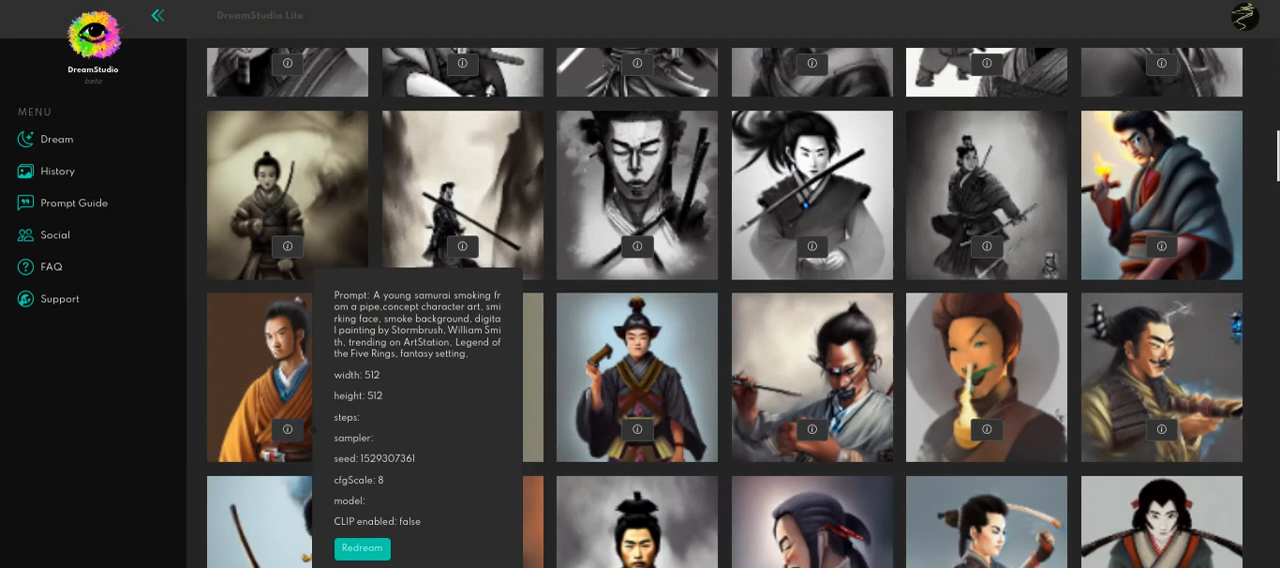 DreamStudio Lite
DreamStudio
beta
MENU
Dream
History
Prompt Guide
Social
FAQ
Support
Prompt: A young samurai smoking fr
om a pipe,concept character art, smi
rking face, smoke background, digita
l painting by Stormbrush, William Smi
th, trending on ArtStation, Legend of
the Five Rings, fantasy setting,
width: 512
height: 512
steps:
sampler:
seed: 1529307361
cfgScale: 8
model:
CLIP enabled: false
Redream